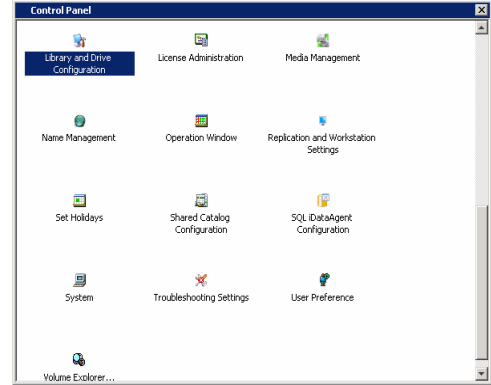 Control Panel
Library and Drive
Configuration
License Administration
Media Management
Name Management
Operation Window
Replication and Workstation
Settings
Set Holidays
Shared Catalog
Configuration
SQL iDataAgent
Configuration
System
Troubleshooting Settings
User Preference
Volume Explorer...